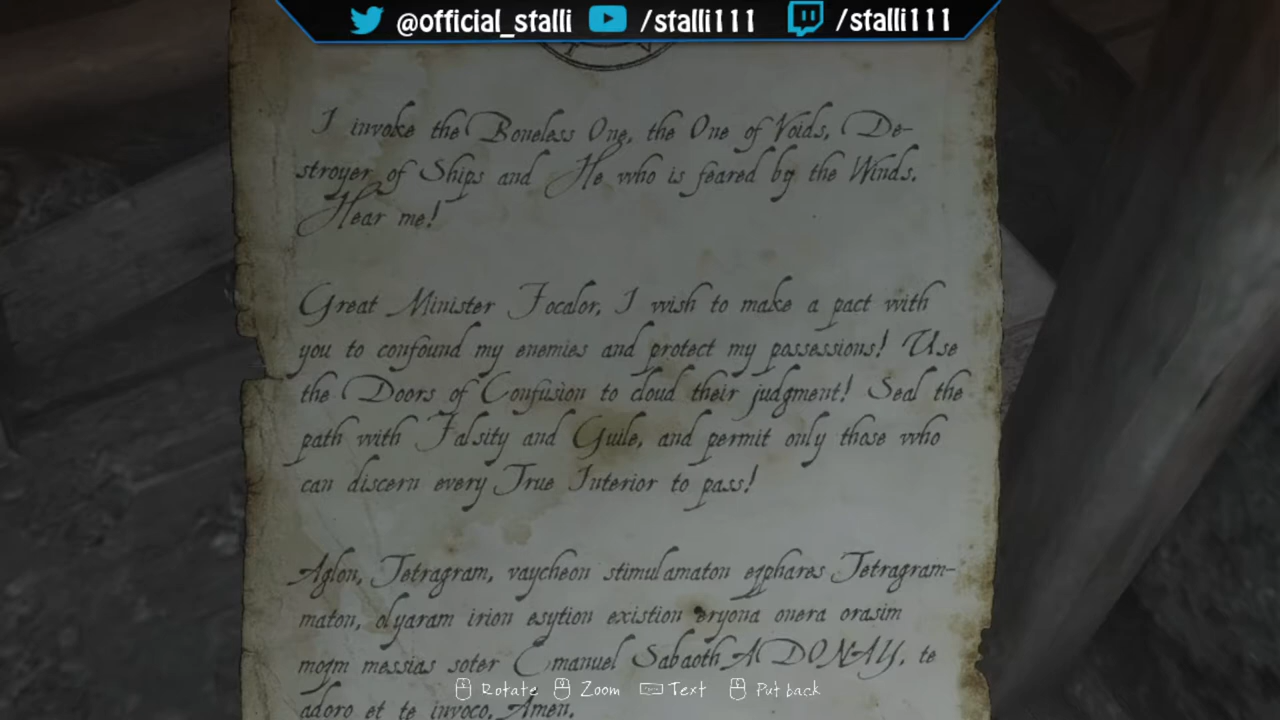 @official_stalli /stalli111 /stalli111
I invoke the Boneless One, the One of Voids, De-
stroyer of Ships and He who is feared by the Winds.
Hear me!
Great Minister Focalor, I wish to make a pact with
you to confound my enemies and protect my possessions! Use
the Doors of Confusion to cloud their judgment! Seal the
path with Falsity and Guile, and permit only those who
can discern every True Interior to pass!
Aglon, Tetragram, vaycheon stimulamaton ezphares Tetragram-
maton, olyaram irion esytion existion eryona onera orasim
mozm messias soter Emanuel Sabaoth ADONAY, te
adoro et te invoco, Amen.
Rotate Zoom Text Put back